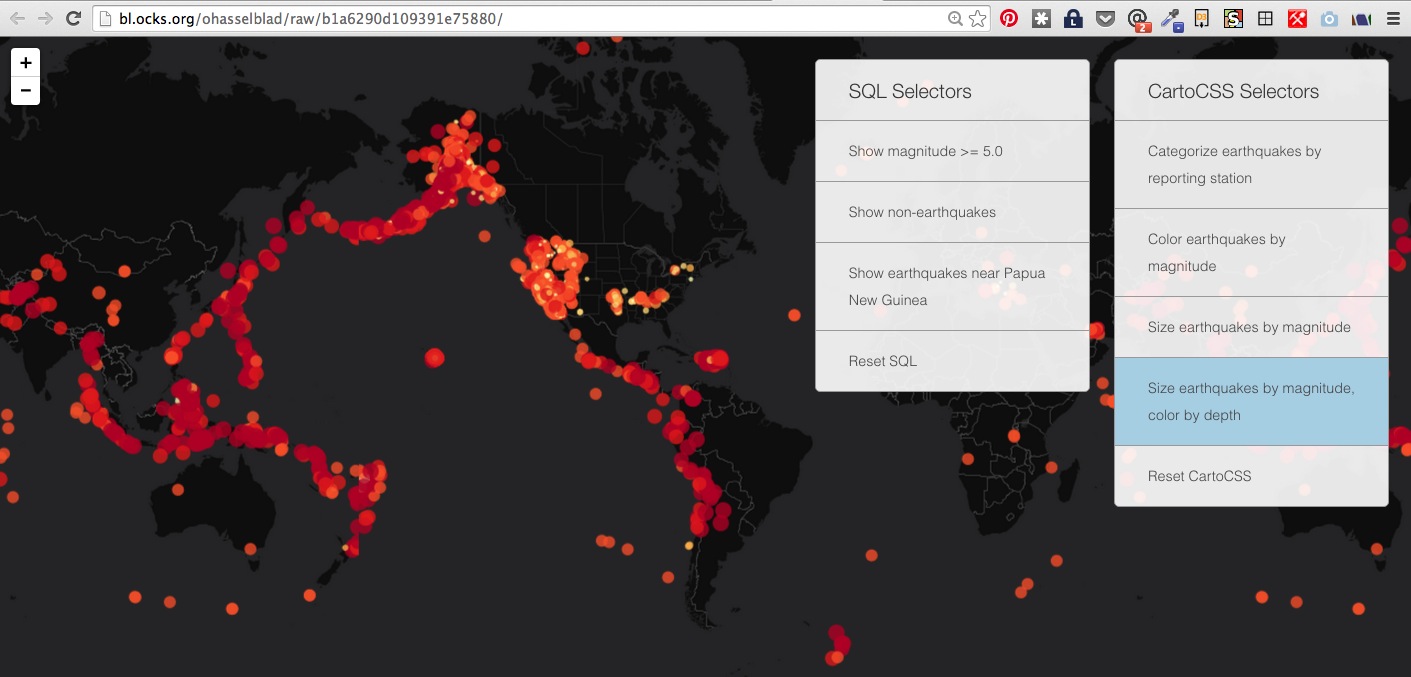 bl.ocks.org/ohasselblad/raw/b1a6290d109391e75880/
2
+
−
SQL Selectors
Show magnitude >= 5.0
Show non-earthquakes
Show earthquakes near Papua
New Guinea
Reset SQL
CartoCSS Selectors
Categorize earthquakes by
reporting station
Color earthquakes by
magnitude
Size earthquakes by magnitude
Size earthquakes by magnitude,
color by depth
Reset CartoCSS